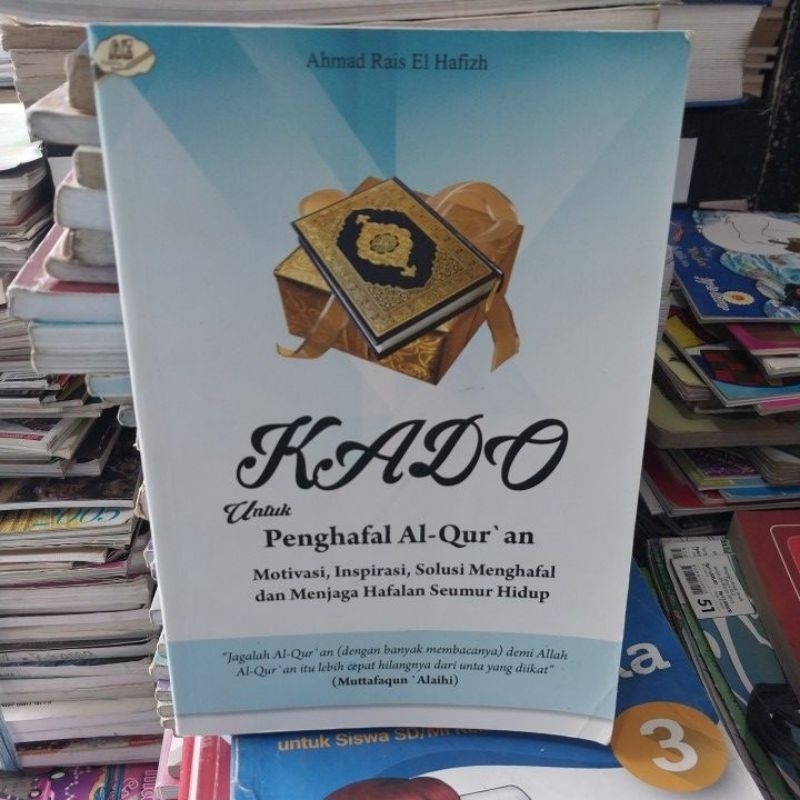 Ahmad Rais El Hafizh
KADO
Untuk
Penghafal Al-Qur`an
Motivasi, Inspirasi, Solusi Menghafal
dan Menjaga Hafalan Seumur Hidup
"Jagalah Al-Qur`an (dengan banyak membacanya) demi Allah
Al-Qur`an itu lebih cepat hilangnya dari unta yang diikat"
(Muttafaqun `Alaihi)
untuk Siswa SD/MI
3
51